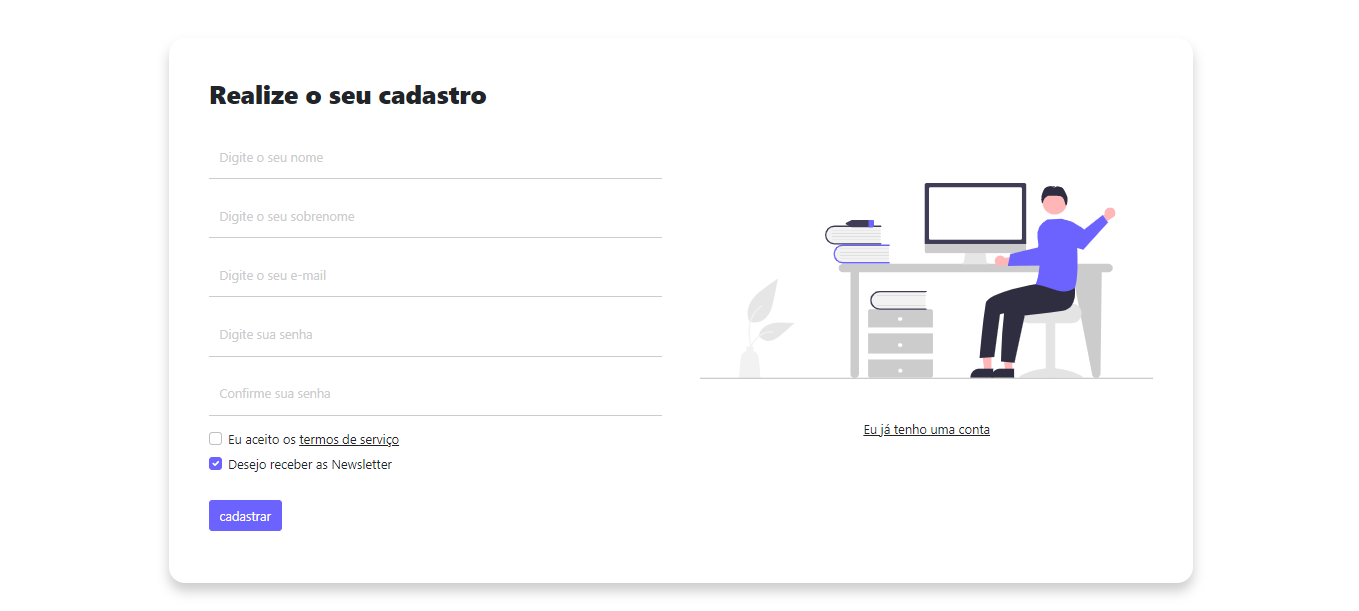 Realize o seu cadastro
Digite o seu nome
Digite o seu sobrenome
Digite o seu e-mail
Digite sua senha
Confirme sua senha
Eu aceito os termos de serviço
Desejo receber as Newsletter
cadastrar
Eu já tenho uma conta